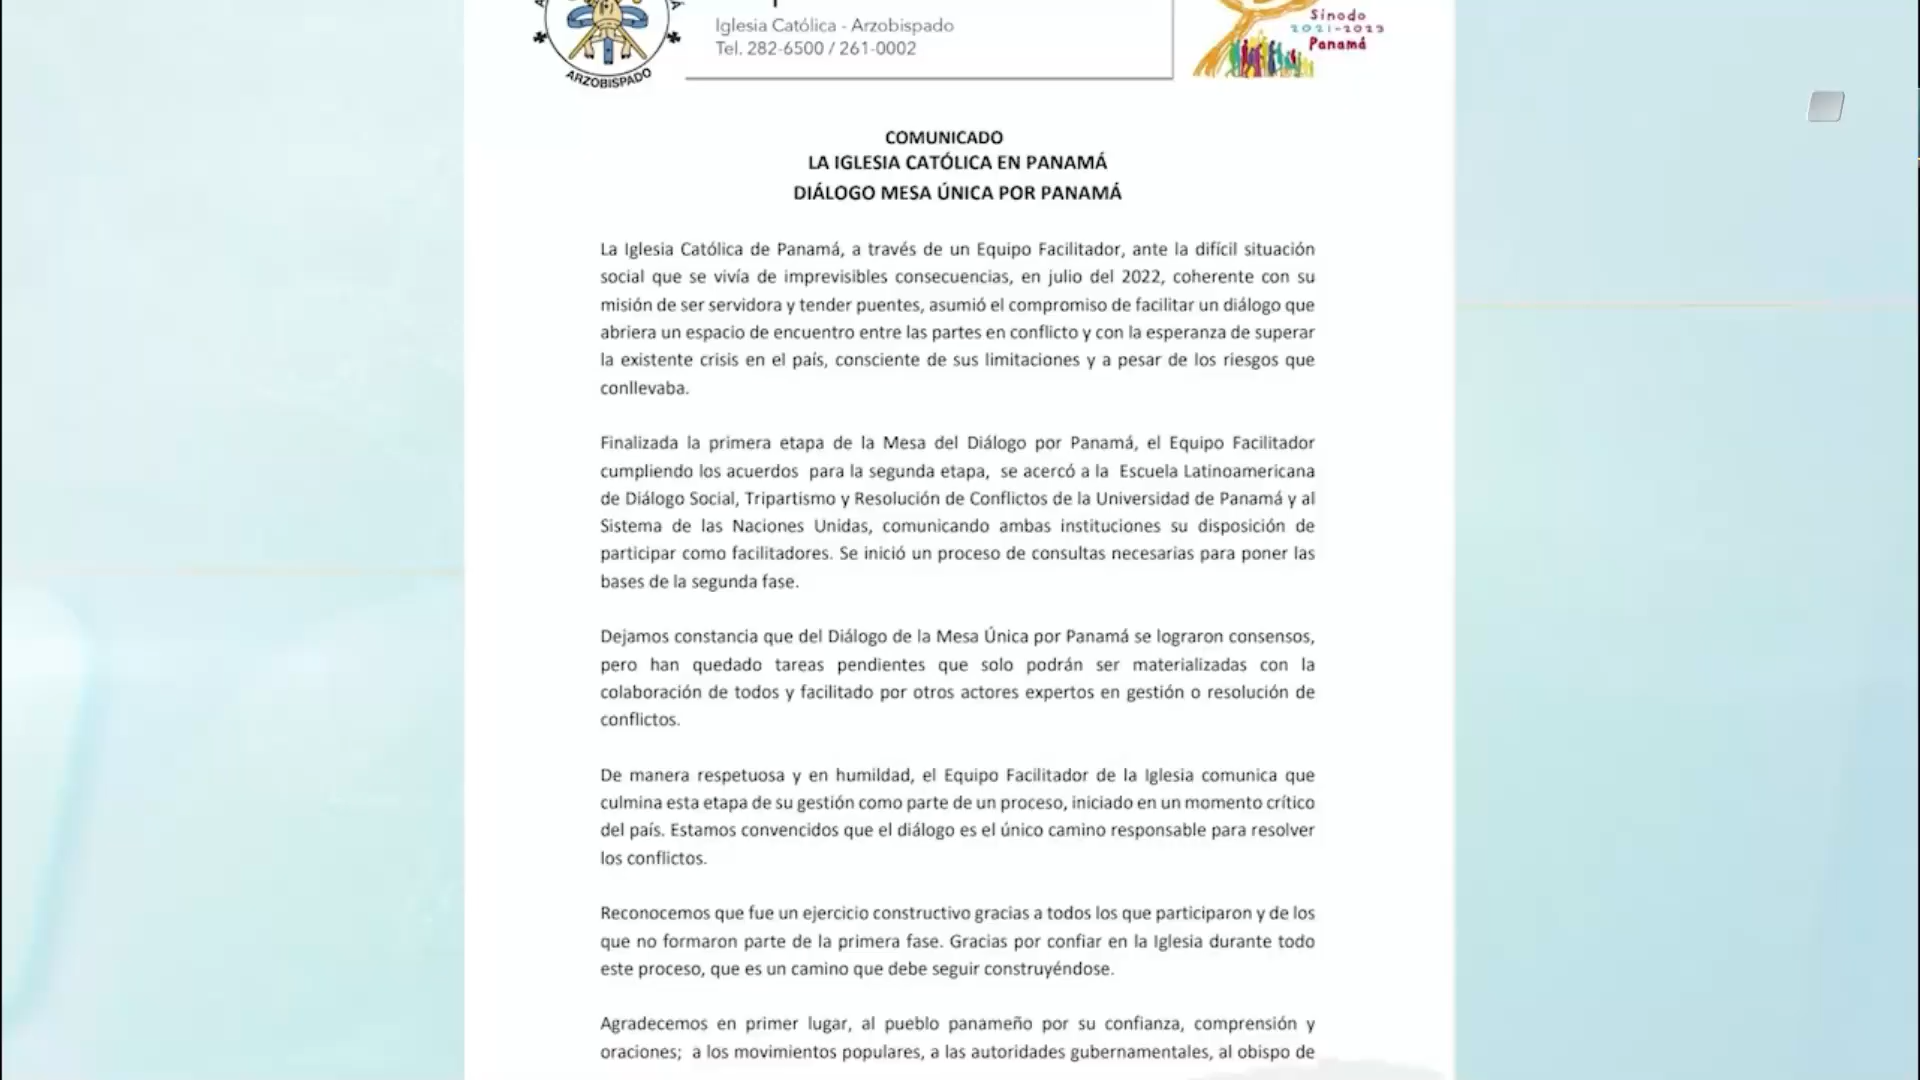 Iglesia Católica - Arzobispado
Tel. 282-6500 / 261-0002
ARZOBISPADO
Sínodo
2021-2023
Panamá
COMUNICADO
LA IGLESIA CATÓLICA EN PANAMÁ
DIÁLOGO MESA ÚNICA POR PANAMÁ
La Iglesia Católica de Panamá, a través de un Equipo Facilitador, ante la difícil situación
social que se vivía de imprevisibles consecuencias, en julio del 2022, coherente con su
misión de ser servidora y tender puentes, asumió el compromiso de facilitar un diálogo que
abriera un espacio de encuentro entre las partes en conflicto y con la esperanza de superar
la existente crisis en el país, consciente de sus limitaciones y a pesar de los riesgos que
conllevaba.
Finalizada la primera etapa de la Mesa del Diálogo por Panamá, el Equipo Facilitador
cumpliendo los acuerdos para la segunda etapa, se acercó a la Escuela Latinoamericana
de Diálogo Social, Tripartismo y Resolución de Conflictos de la Universidad de Panamá y al
Sistema de las Naciones Unidas, comunicando ambas instituciones su disposición de
participar como facilitadores. Se inició un proceso de consultas necesarias para poner las
bases de la segunda fase.
Dejamos constancia que del Diálogo de la Mesa Única por Panamá se lograron consensos,
pero han quedado tareas pendientes que solo podrán ser materializadas con la
colaboración de todos y facilitado por otros actores expertos en gestión o resolución de
conflictos.
De manera respetuosa y en humildad, el Equipo Facilitador de la Iglesia comunica que
culmina esta etapa de su gestión como parte de un proceso, iniciado en un momento crítico
del país. Estamos convencidos que el diálogo es el único camino responsable para resolver
los conflictos.
Reconocemos que fue un ejercicio constructivo gracias a todos los que participaron y de los
que no formaron parte de la primera fase. Gracias por confiar en la Iglesia durante todo
este proceso, que es un camino que debe seguir construyéndose.
Agradecemos en primer lugar, al pueblo panameño por su confianza, comprensión y
oraciones; a los movimientos populares, a las autoridades gubernamentales, al obispo de